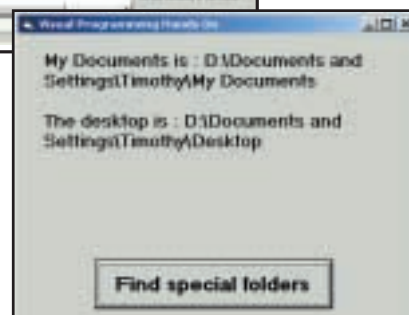 Visual Programming Hands On
My Documents is : D:\Documents and
Settings\Timothy\My Documents
The desktop is : D:\Documents and
Settings\Timothy\Desktop
Find special folders